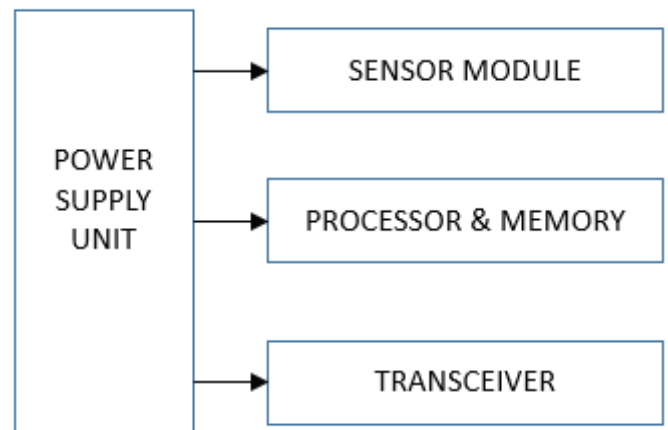 SENSOR MODULE
POWER
SUPPLY
UNIT
PROCESSOR & MEMORY
TRANSCEIVER